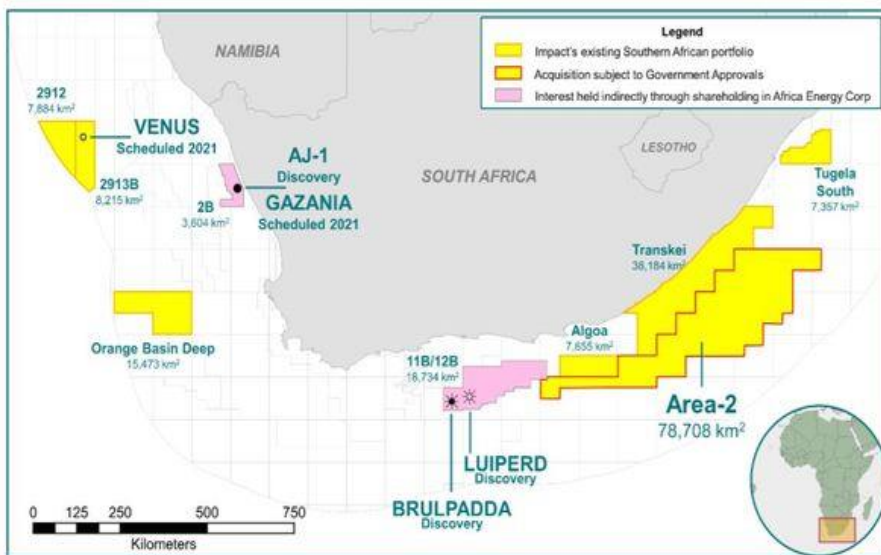 Legend
Impact's existing Southern African portfolio
Acquisition subject to Government Approvals
Interest held indirectly through shareholding in Africa Energy Corp
NAMIBIA
2912
7,884 km²
VENUS
Scheduled 2021
2913B
8,215 km²
AJ-1
Discovery
GAZANIA
Scheduled 2021
2B
3,604 km²
SOUTH AFRICA
LESOTHO
Tugela
South
7,357 km²
Transkei
36,184 km²
Orange Basin Deep
15,473 km²
Algoa
7,655 km²
11B/12B
18,734 km²
Area-2
78,708 km²
LUIPERD
Discovery
BRULPADDA
Discovery
0 125 250 500 750
Kilometers